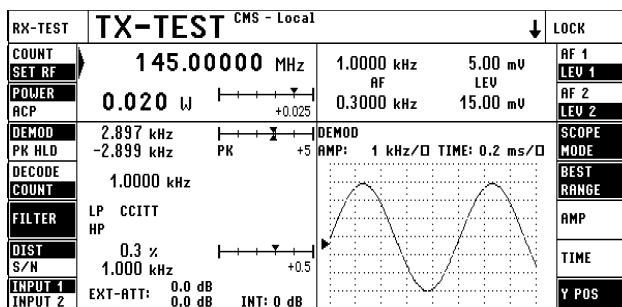 RX-TEST TX-TEST CMS - Local LOCK
COUNT
SET RF
145.00000 MHz
1.0000 kHz 5.00 mV
AF LEV
0.3000 kHz 15.00 mV
AF 1
LEV 1
POWER
ACP
0.020 W
+0.025
AF 2
LEV 2
DEMOD
PK HLD
2.897 kHz
-2.899 kHz PK +5
DEMOD
AMP: 1 kHz/□ TIME: 0.2 ms/□
SCOPE
MODE
DECODE
COUNT
1.0000 kHz
BEST
RANGE
FILTER
LP CCITT
HP
AMP
DIST
S/N
0.3 %
1.000 kHz +0.5
TIME
INPUT 1
INPUT 2
EXT-ATT: 0.0 dB
0.0 dB INT: 0 dB
Y POS